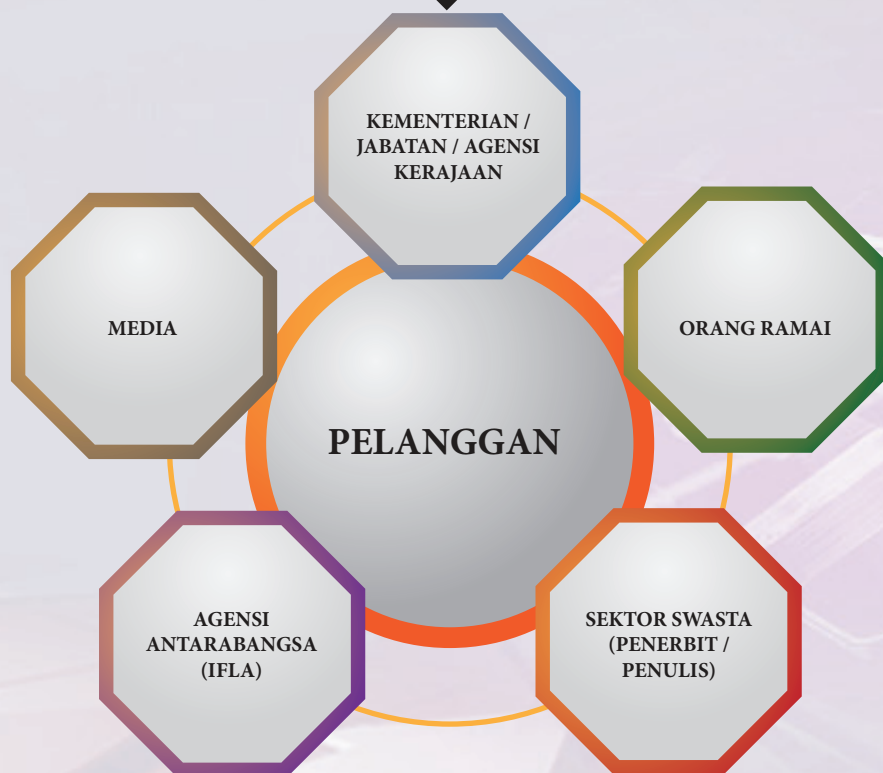 KEMENTERIAN /
JABATAN / AGENSI
KERAJAAN
MEDIA
ORANG RAMAI
PELANGGAN
AGENSI
ANTARABANGSA
(IFLA)
SEKTOR SWASTA
(PENERBIT /
PENULIS)